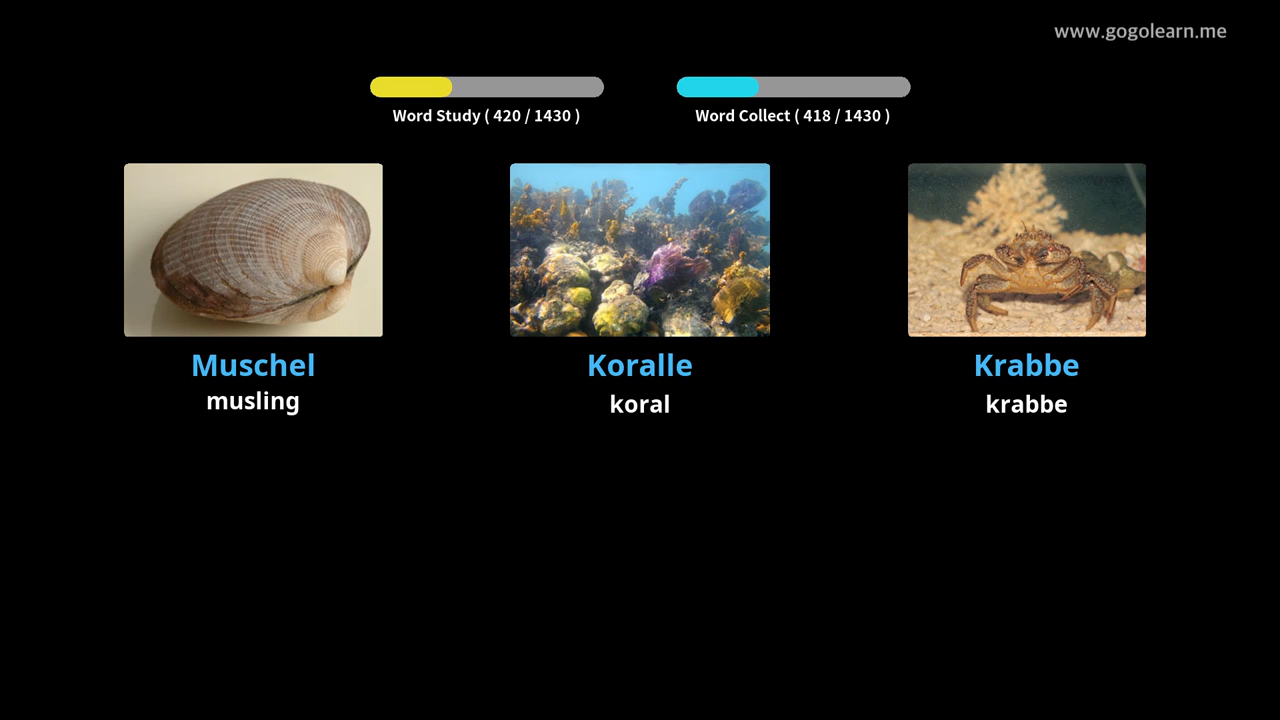 www.gogolearn.me
Word Study ( 420 / 1430 )
Word Collect ( 418 / 1430 )
Muschel
musling
Koralle
koral
Krabbe
krabbe